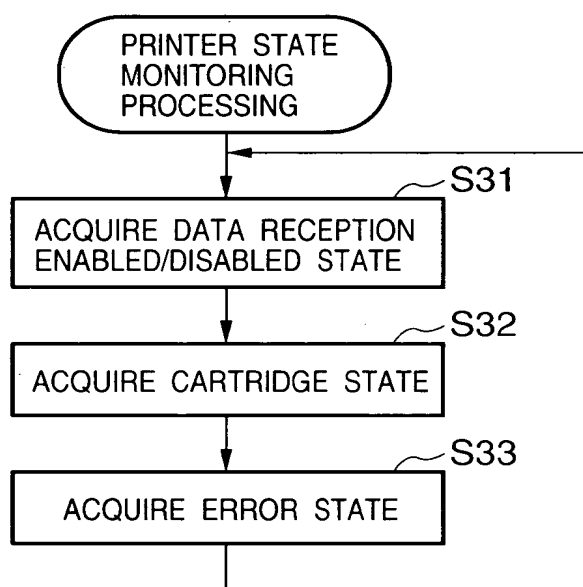 PRINTER STATE
MONITORING
PROCESSING
S31
ACQUIRE DATA RECEPTION
ENABLED/DISABLED STATE
S32
ACQUIRE CARTRIDGE STATE
S33
ACQUIRE ERROR STATE